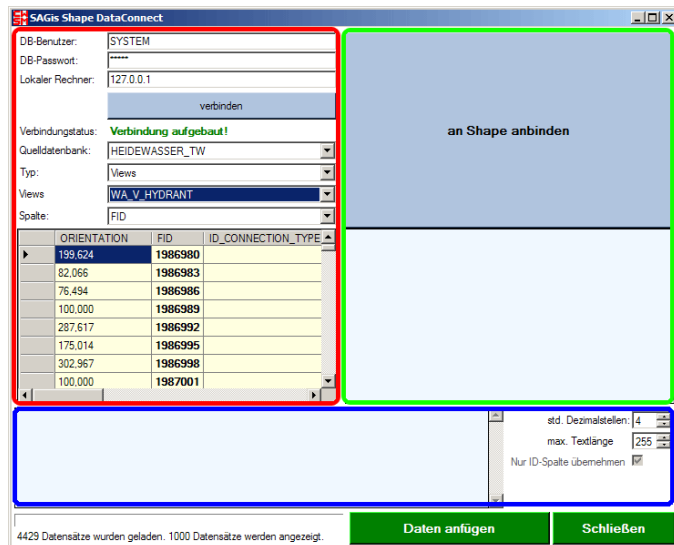 SAGis Shape DataConnect
DB-Benutzer: SYSTEM
DB-Passwort: *****
Lokaler Rechner: 127.0.0.1
verbinden
Verbindungstatus: Verbindung aufgebaut!
Quelldatenbank: HEIDEWASSER_TW
Typ: Views
Views WA_V_HYDRANT
Spalte: FID
ORIENTATION FID ID_CONNECTION_TYPE
199,624 1986980
82,066 1986983
76,494 1986986
100,000 1986989
287,617 1986992
175,014 1986995
302,967 1986998
100,000 1987001
an Shape anbinden
std. Dezimalstellen: 4
max. Textlänge 255
Nur ID-Spalte übernehmen
4429 Datensätze wurden geladen. 1000 Datensätze werden angezeigt.
Daten anfügen
Schließen